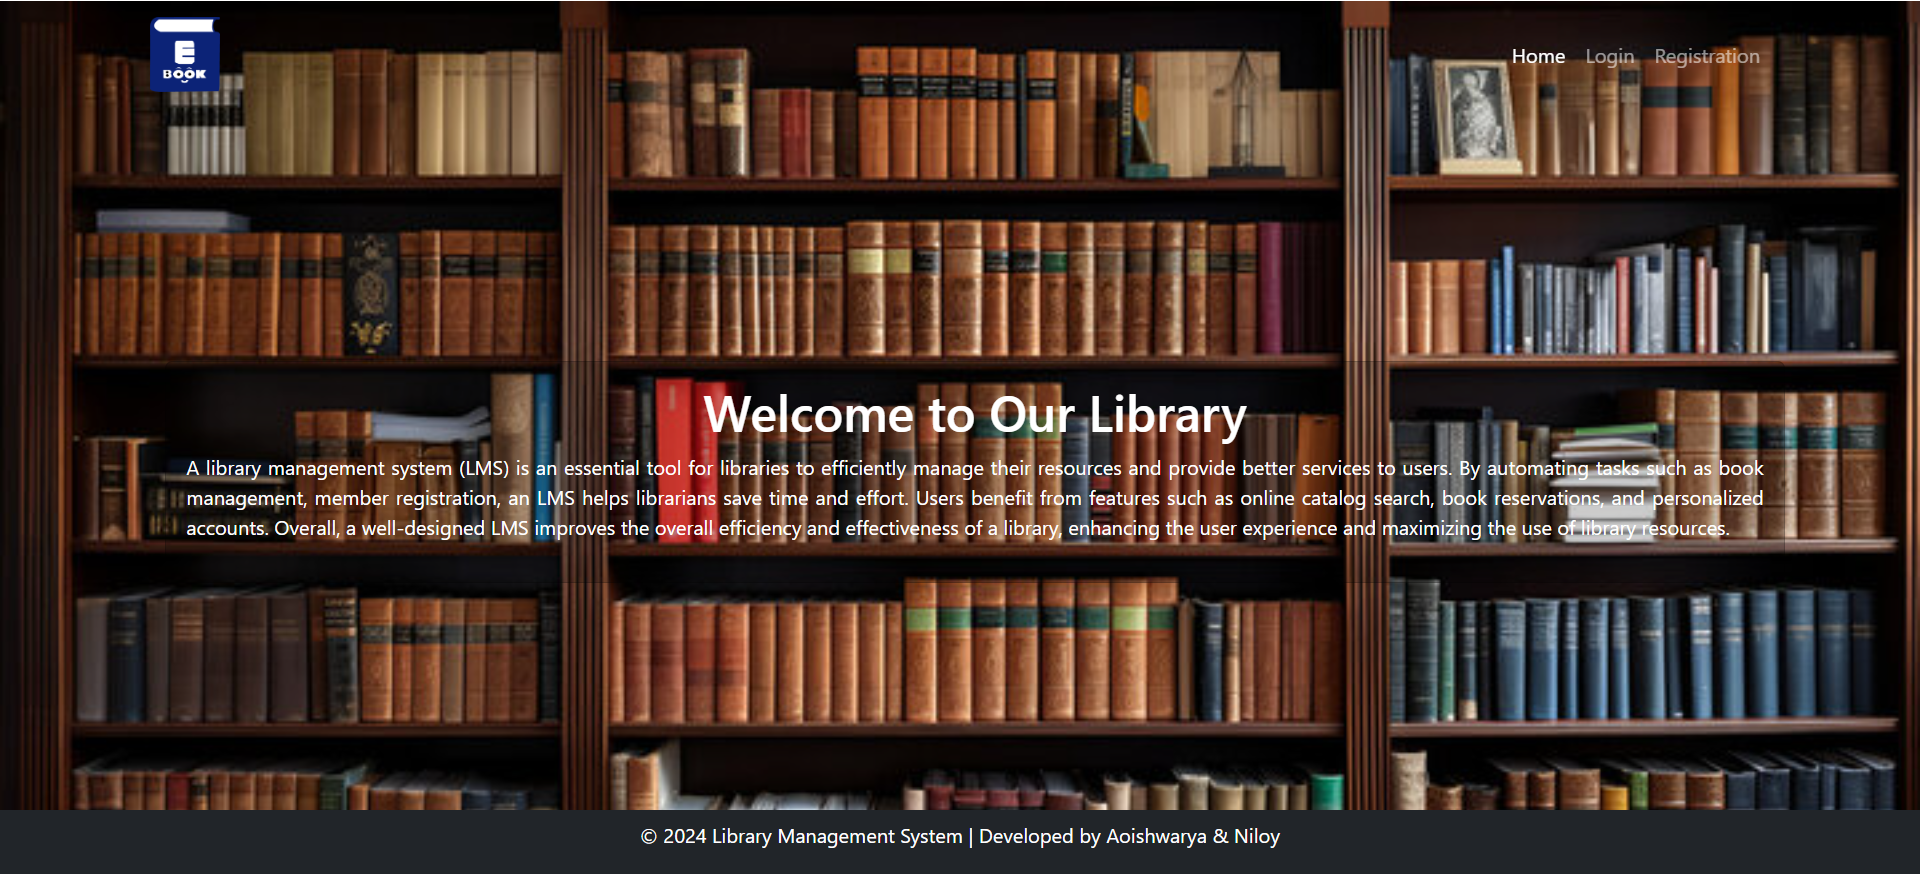 E
BOOK
Home Login Registration
Welcome to Our Library
A library management system (LMS) is an essential tool for libraries to efficiently manage their resources and provide better services to users. By automating tasks such as book
management, member registration, an LMS helps librarians save time and effort. Users benefit from features such as online catalog search, book reservations, and personalized
accounts. Overall, a well-designed LMS improves the overall efficiency and effectiveness of a library, enhancing the user experience and maximizing the use of library resources.
© 2024 Library Management System | Developed by Aoishwarya & Niloy